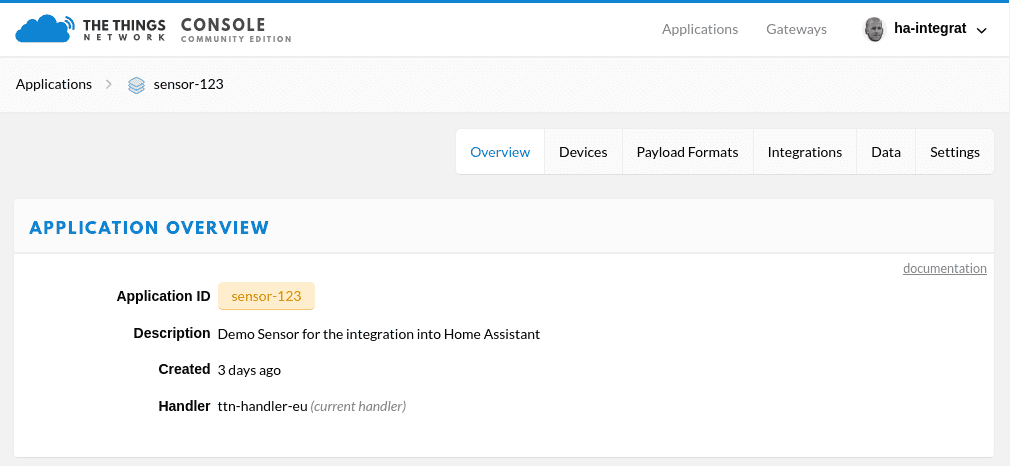 THE THINGS NETWORK CONSOLE COMMUNITY EDITION
Applications Gateways ha-integrat
Applications sensor-123
Overview Devices Payload Formats Integrations Data Settings
APPLICATION OVERVIEW
documentation
Application ID sensor-123
Description Demo Sensor for the integration into Home Assistant
Created 3 days ago
Handler ttn-handler-eu (current handler)